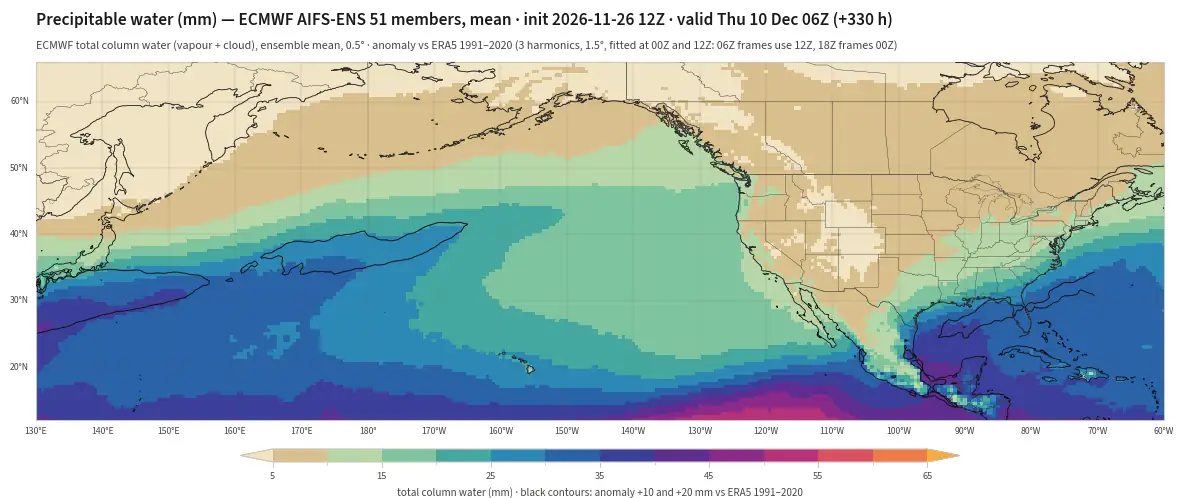 Precipitable water (mm) — ECMWF AIFS-ENS 51 members, mean · init 2026-11-26 12Z · valid Thu 10 Dec 06Z (+330 h)
ECMWF total column water (vapour + cloud), ensemble mean, 0.5° · anomaly vs ERA5 1991–2020 (3 harmonics, 1.5°, fitted at 00Z and 12Z: 06Z frames use 12Z, 18Z frames 00Z)
60°N
50°N
40°N
30°N
20°N
130°E 140°E 150°E 160°E 170°E 180° 170°W 160°W 150°W 140°W 130°W 120°W 110°W 100°W 90°W 80°W 70°W 60°W
5 15 25 35 45 55 65
total column water (mm) · black contours: anomaly +10 and +20 mm vs ERA5 1991–2020